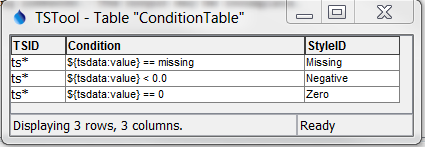 TSTool - Table "ConditionTable"
TSID Condition StyleID
ts* ${tsdata:value} == missing Missing
ts* ${tsdata:value} < 0.0 Negative
ts* ${tsdata:value} == 0 Zero
Displaying 3 rows, 3 columns. Ready